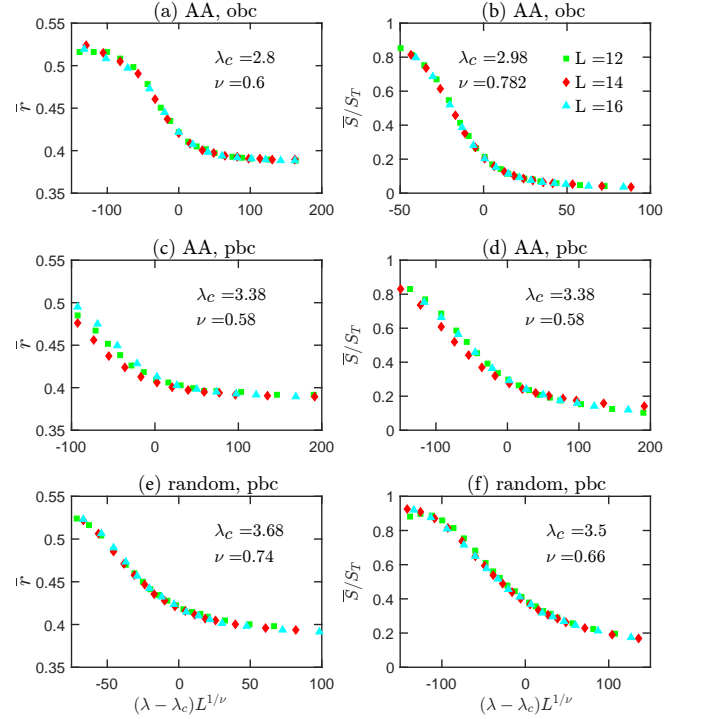 (a) AA, obc
0.55
0.5
0.45
0.4
0.35
r̄
λc =2.8
ν =0.6
-100 0 100 200
(b) AA, obc
1
0.8
0.6
0.4
0.2
0
S̄/S_T
λc =2.98
ν =0.782
L =12
L =14
L =16
-50 0 50 100
(c) AA, pbc
0.55
0.5
0.45
0.4
0.35
r̄
λc =3.38
ν =0.58
-100 0 100 200
(d) AA, pbc
1
0.8
0.6
0.4
0.2
0
S̄/S_T
λc =3.38
ν =0.58
-100 0 100 200
(e) random, pbc
0.55
0.5
0.45
0.4
0.35
r̄
λc =3.68
ν =0.74
-50 0 50 100
(λ − λc)L^{1/ν}
(f) random, pbc
1
0.8
0.6
0.4
0.2
0
S̄/S_T
λc =3.5
ν =0.66
-100 0 100
(λ − λc)L^{1/ν}